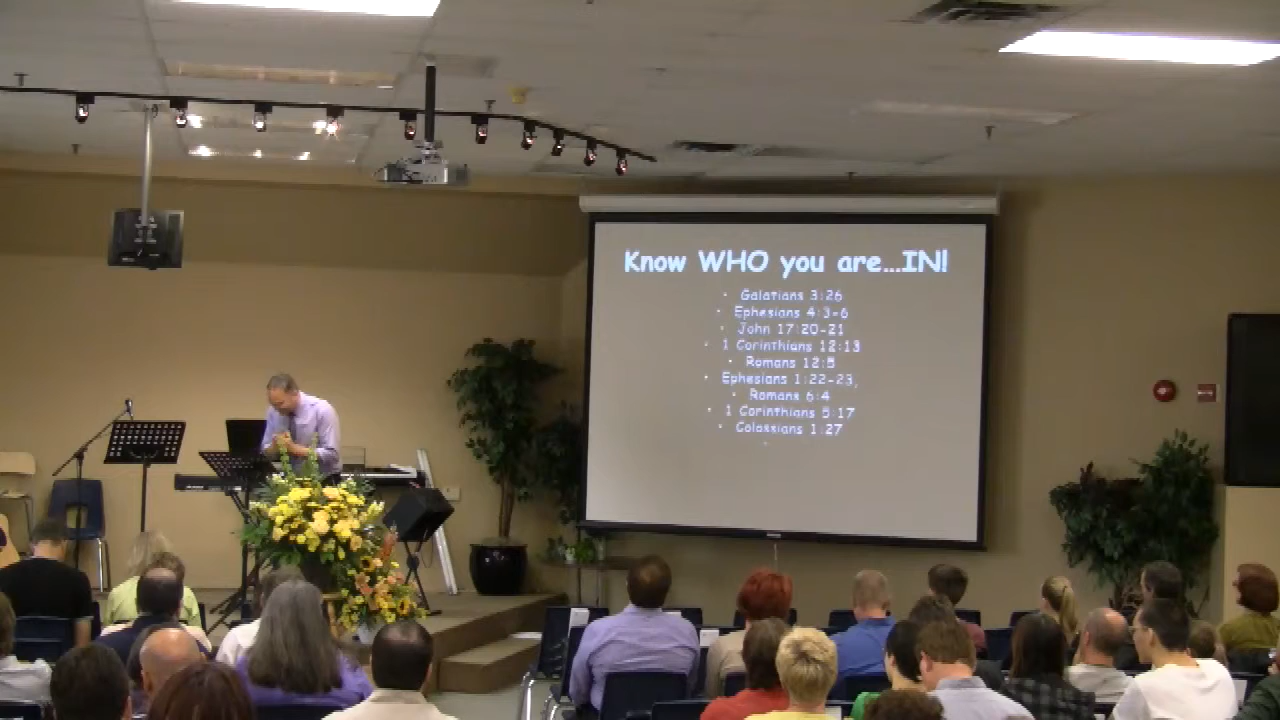 Know WHO you are...IN!
• Galatians 3:26
• Ephesians 4:3-6
• John 17:20-21
• 1 Corinthians 12:13
• Romans 12:5
• Ephesians 1:22-23,
• Romans 6:4
• 1 Corinthians 5:17
• Colossians 1:27